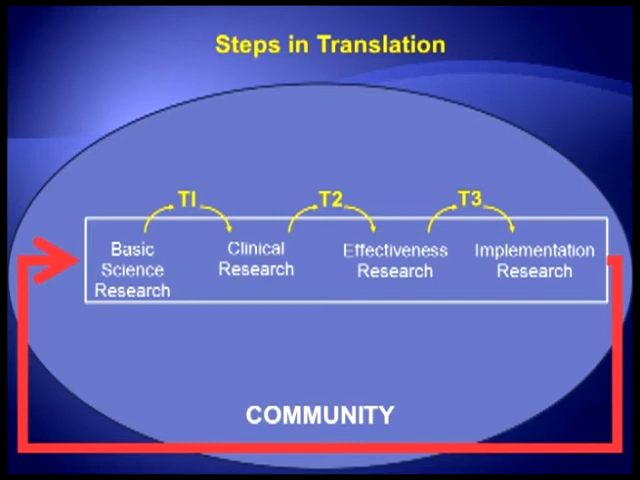 Steps in Translation
T1 T2 T3
Basic
Science
Research
Clinical
Research
Effectiveness
Research
Implementation
Research
COMMUNITY